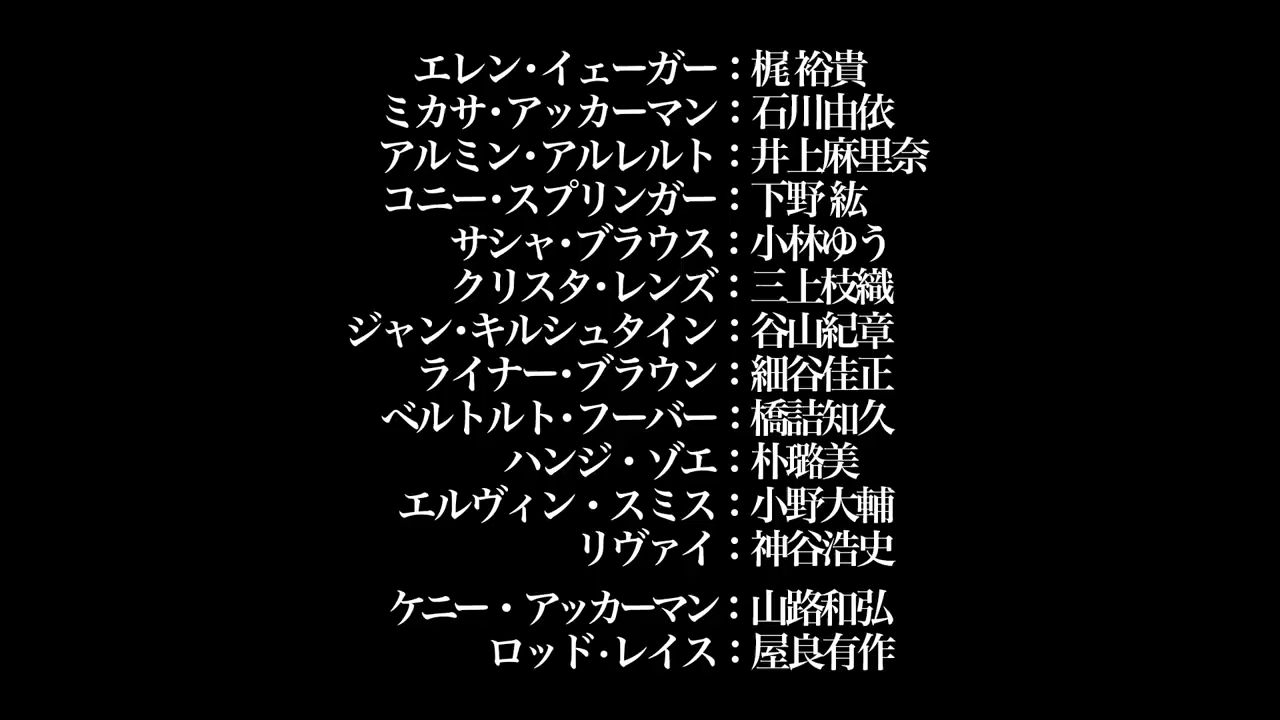 エレン・イェーガー：梶 裕貴
ミカサ・アッカーマン：石川由依
アルミン・アルレルト：井上麻里奈
コニー・スプリンガー：下野 紘
サシャ・ブラウス：小林ゆう
クリスタ・レンズ：三上枝織
ジャン・キルシュタイン：谷山紀章
ライナー・ブラウン：細谷佳正
ベルトルト・フーバー：橋詰知久
ハンジ・ゾエ：朴璐美
エルヴィン・スミス：小野大輔
リヴァイ：神谷浩史
ケニー・アッカーマン：山路和弘
ロッド・レイス：屋良有作